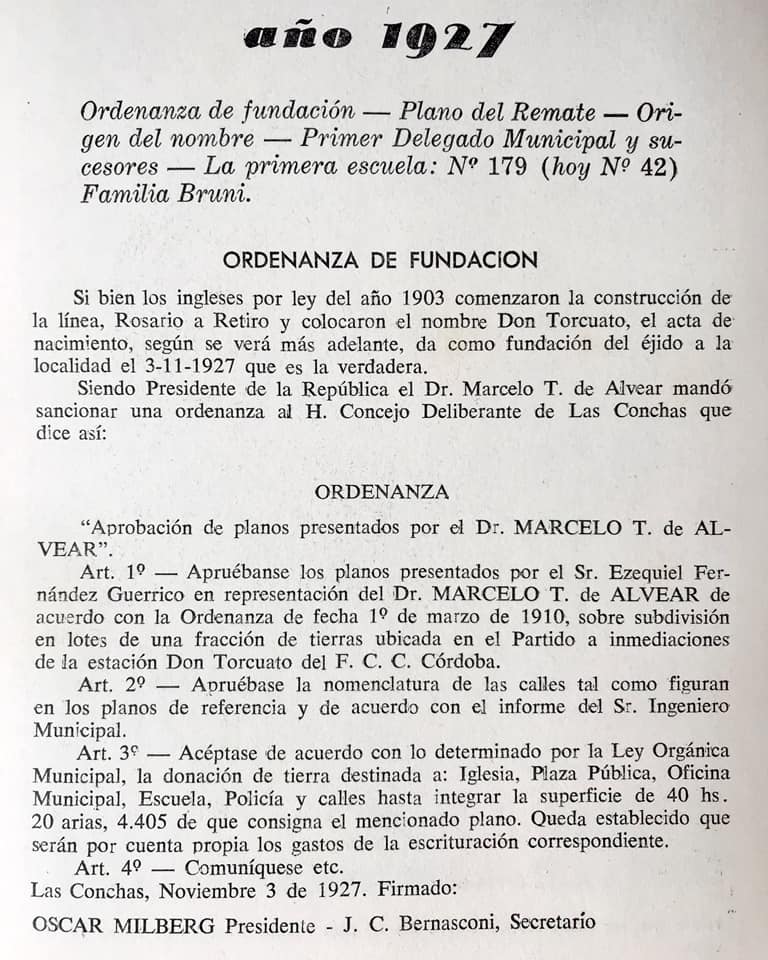 año 1927
Ordenanza de fundación — Plano del Remate — Ori-
gen del nombre — Primer Delegado Municipal y su-
cesores — La primera escuela: Nº 179 (hoy Nº 42)
Familia Bruni.
ORDENANZA DE FUNDACION
Si bien los ingleses por ley del año 1903 comenzaron la construcción de
la línea, Rosario a Retiro y colocaron el nombre Don Torcuato, el acta de
nacimiento, según se verá más adelante, da como fundación del éjido a la
localidad el 3-11-1927 que es la verdadera.
Siendo Presidente de la República el Dr. Marcelo T. de Alvear mandó
sancionar una ordenanza al H. Concejo Deliberante de Las Conchas que
dice así:
ORDENANZA
“Aprobación de planos presentados por el Dr. MARCELO T. de AL-
VEAR”.
Art. 1º — Apruébanse los planos presentados por el Sr. Ezequiel Fer-
nández Guerrico en representación del Dr. MARCELO T. de ALVEAR de
acuerdo con la Ordenanza de fecha 1º de marzo de 1910, sobre subdivisión
en lotes de una fracción de tierras ubicada en el Partido a inmediaciones
de la estación Don Torcuato del F. C. C. Córdoba.
Art. 2º — Apruébase la nomenclatura de las calles tal como figuran
en los planos de referencia y de acuerdo con el informe del Sr. Ingeniero
Municipal.
Art. 3º — Acéptase de acuerdo con lo determinado por la Ley Orgánica
Municipal, la donación de tierra destinada a: Iglesia, Plaza Pública, Oficina
Municipal, Escuela, Policía y calles hasta integrar la superficie de 40 hs.
20 arias, 4.405 de que consigna el mencionado plano. Queda establecido que
serán por cuenta propia los gastos de la escrituración correspondiente.
Art. 4º — Comuníquese etc.
Las Conchas, Noviembre 3 de 1927. Firmado:
OSCAR MILBERG Presidente - J. C. Bernasconi, Secretario